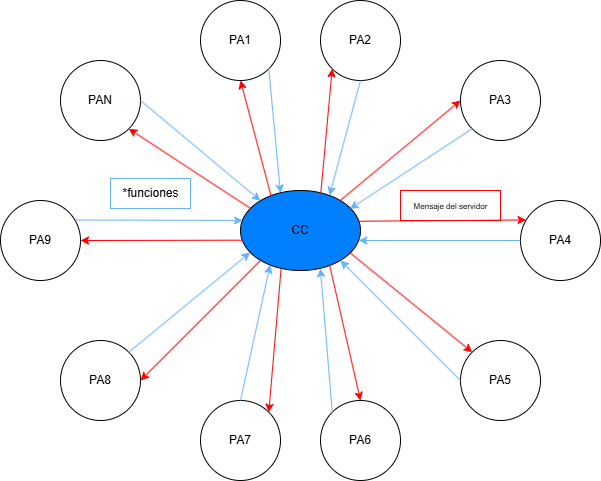 PA1
PA2
PAN
PA3
*funciones
Mensaje del servidor
CC
PA9
PA4
PA8
PA5
PA7
PA6